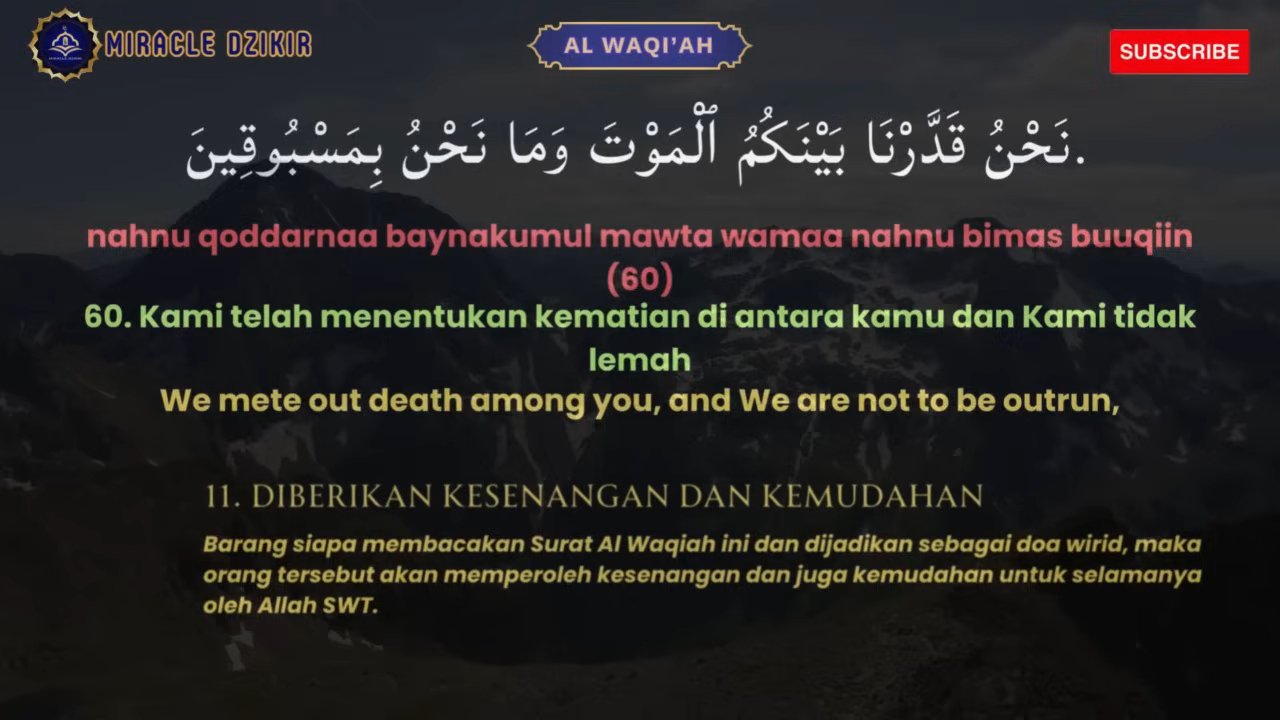 MIRACLE DZIKIR
AL WAQI'AH
SUBSCRIBE
نَحْنُ قَدَّرْنَا بَيْنَكُمُ ٱلْمَوْتَ وَمَا نَحْنُ بِمَسْبُوقِينَ.
nahnu qoddarnaa baynakumul mawta wamaa nahnu bimas buuqiin
(60)
60. Kami telah menentukan kematian di antara kamu dan Kami tidak
lemah
We mete out death among you, and We are not to be outrun,
11. DIBERIKAN KESENANGAN DAN KEMUDAHAN
Barang siapa membacakan Surat Al Waqiah ini dan dijadikan sebagai doa wirid, maka
orang tersebut akan memperoleh kesenangan dan juga kemudahan untuk selamanya
oleh Allah SWT.